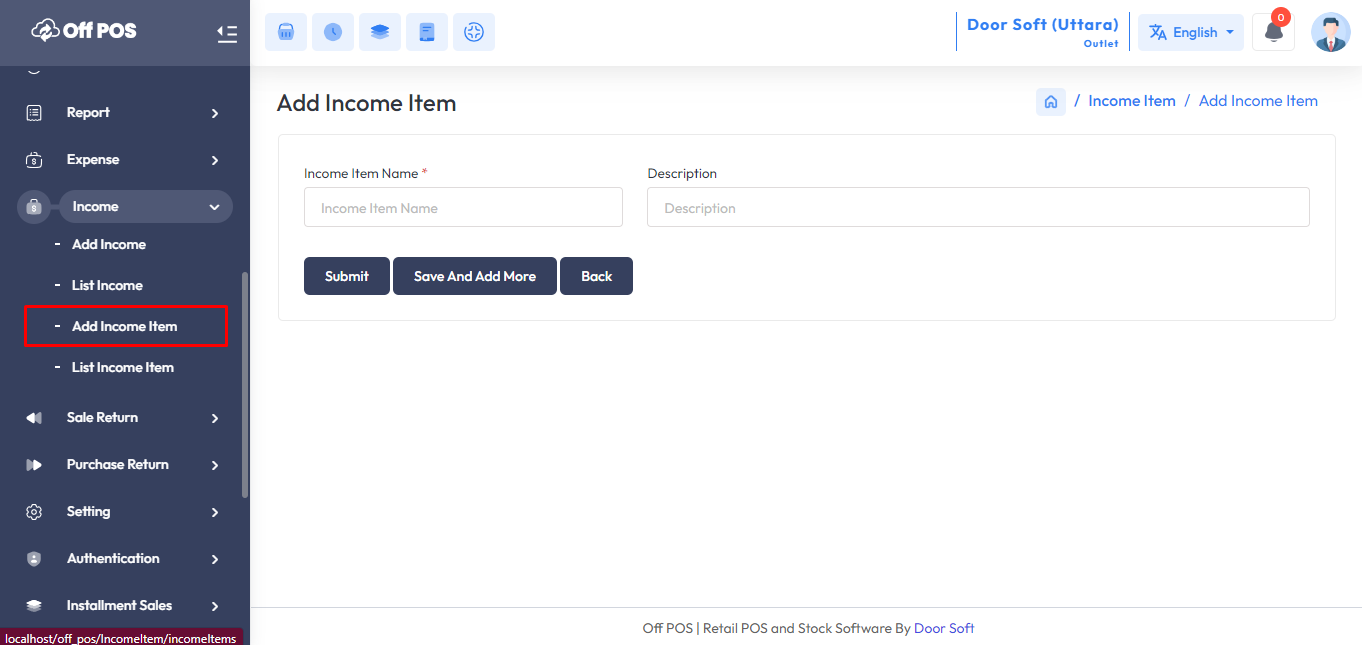 Off POS
Door Soft (Uttara)
Outlet
English
0
Report
Expense
Income
Add Income
List Income
Add Income Item
List Income Item
Sale Return
Purchase Return
Setting
Authentication
Installment Sales
localhost/off_pos/IncomeItem/incomeItems
Add Income Item
/ Income Item / Add Income Item
Income Item Name *
Description
Income Item Name
Description
Submit
Save And Add More
Back
Off POS | Retail POS and Stock Software By Door Soft